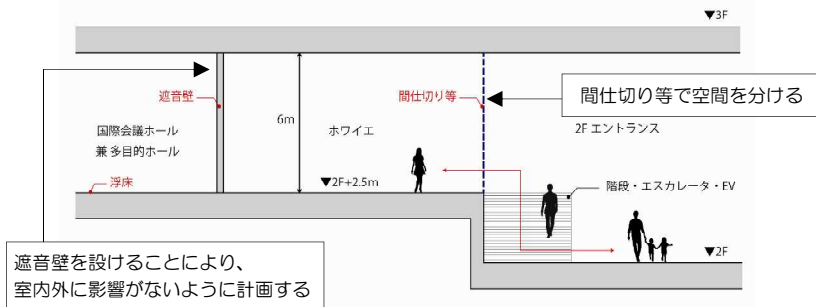 ▼3F
遮音壁
間仕切り等
間仕切り等で空間を分ける
6m
国際会議ホール
兼 多目的ホール
ホワイエ
2F エントランス
浮床
▼2F+2.5m
階段・エスカレータ・EV
遮音壁を設けることにより、
室内外に影響がないように計画する
▼2F